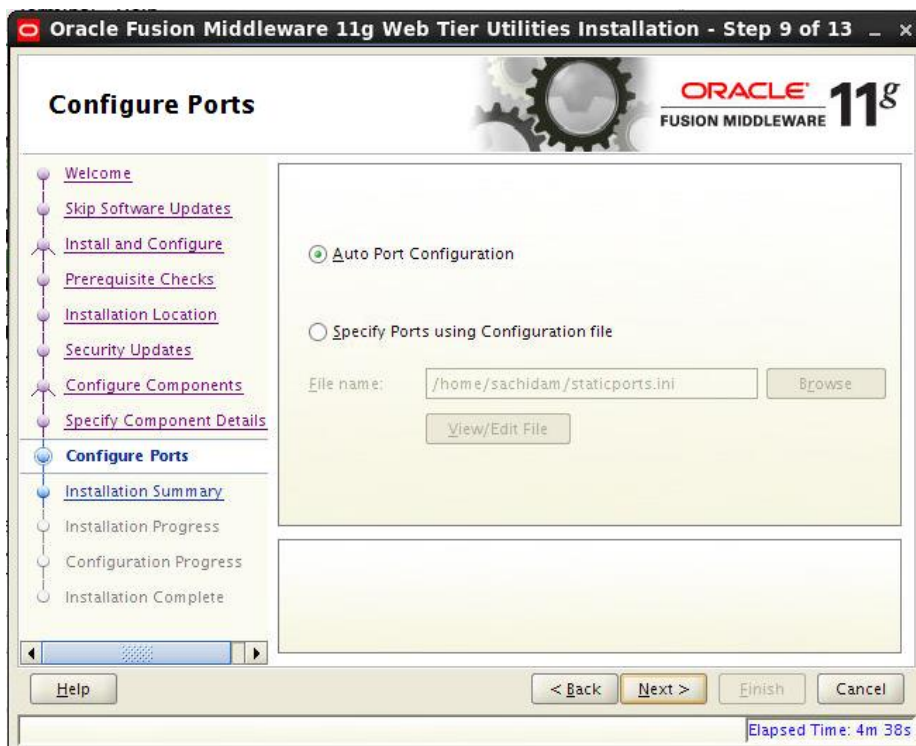 Oracle Fusion Middleware 11g Web Tier Utilities Installation - Step 9 of 13
Configure Ports
ORACLE
FUSION MIDDLEWARE
11g
Welcome
Skip Software Updates
Install and Configure
Prerequisite Checks
Installation Location
Security Updates
Configure Components
Specify Component Details
Configure Ports
Installation Summary
Installation Progress
Configuration Progress
Installation Complete
Auto Port Configuration
Specify Ports using Configuration file
File name: /home/sachidam/staticports.ini Browse
View/Edit File
Help < Back Next > Finish Cancel
Elapsed Time: 4m 38s